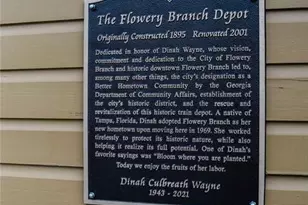 The Flowery Branch Depot
Originally Constructed 1895 Renovated 2001
Dedicated in honor of Dinah Wayne, whose vision,
commitment and dedication to the City of Flowery
Branch and historic downtown Flowery Branch led to,
among many other things, the city's designation as a
Better Hometown Community by the Georgia
Department of Community Affairs, establishment
of the city's historic district, and the rescue and
revitalization of this historic train depot. A native of
Tampa, Florida, Dinah adopted Flowery Branch as her
new hometown upon moving here in 1969. She worked
tirelessly to protect its historic nature, while also
helping it realize its full potential. One of Dinah's
favorite sayings was "Bloom where you are planted."
Today we enjoy the fruits of her labor.
Dinah Culbreath Wayne
1943 - 2021